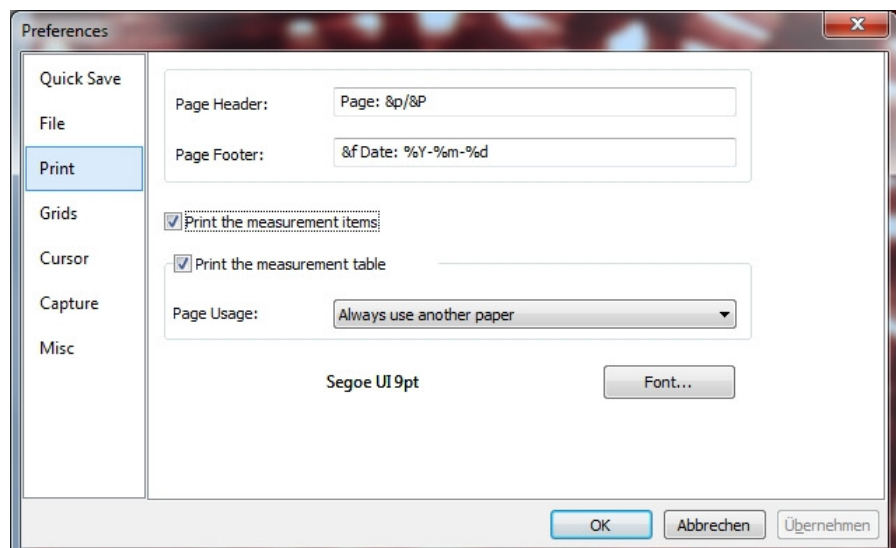 Preferences
Quick Save
File
Print
Grids
Cursor
Capture
Misc
Page Header:
Page: &p/&P
Page Footer:
&f Date: %Y-%m-%d
Print the measurement items
Print the measurement table
Page Usage:
Always use another paper
Segoe UI 9pt
Font...
OK
Abbrechen
Übernehmen